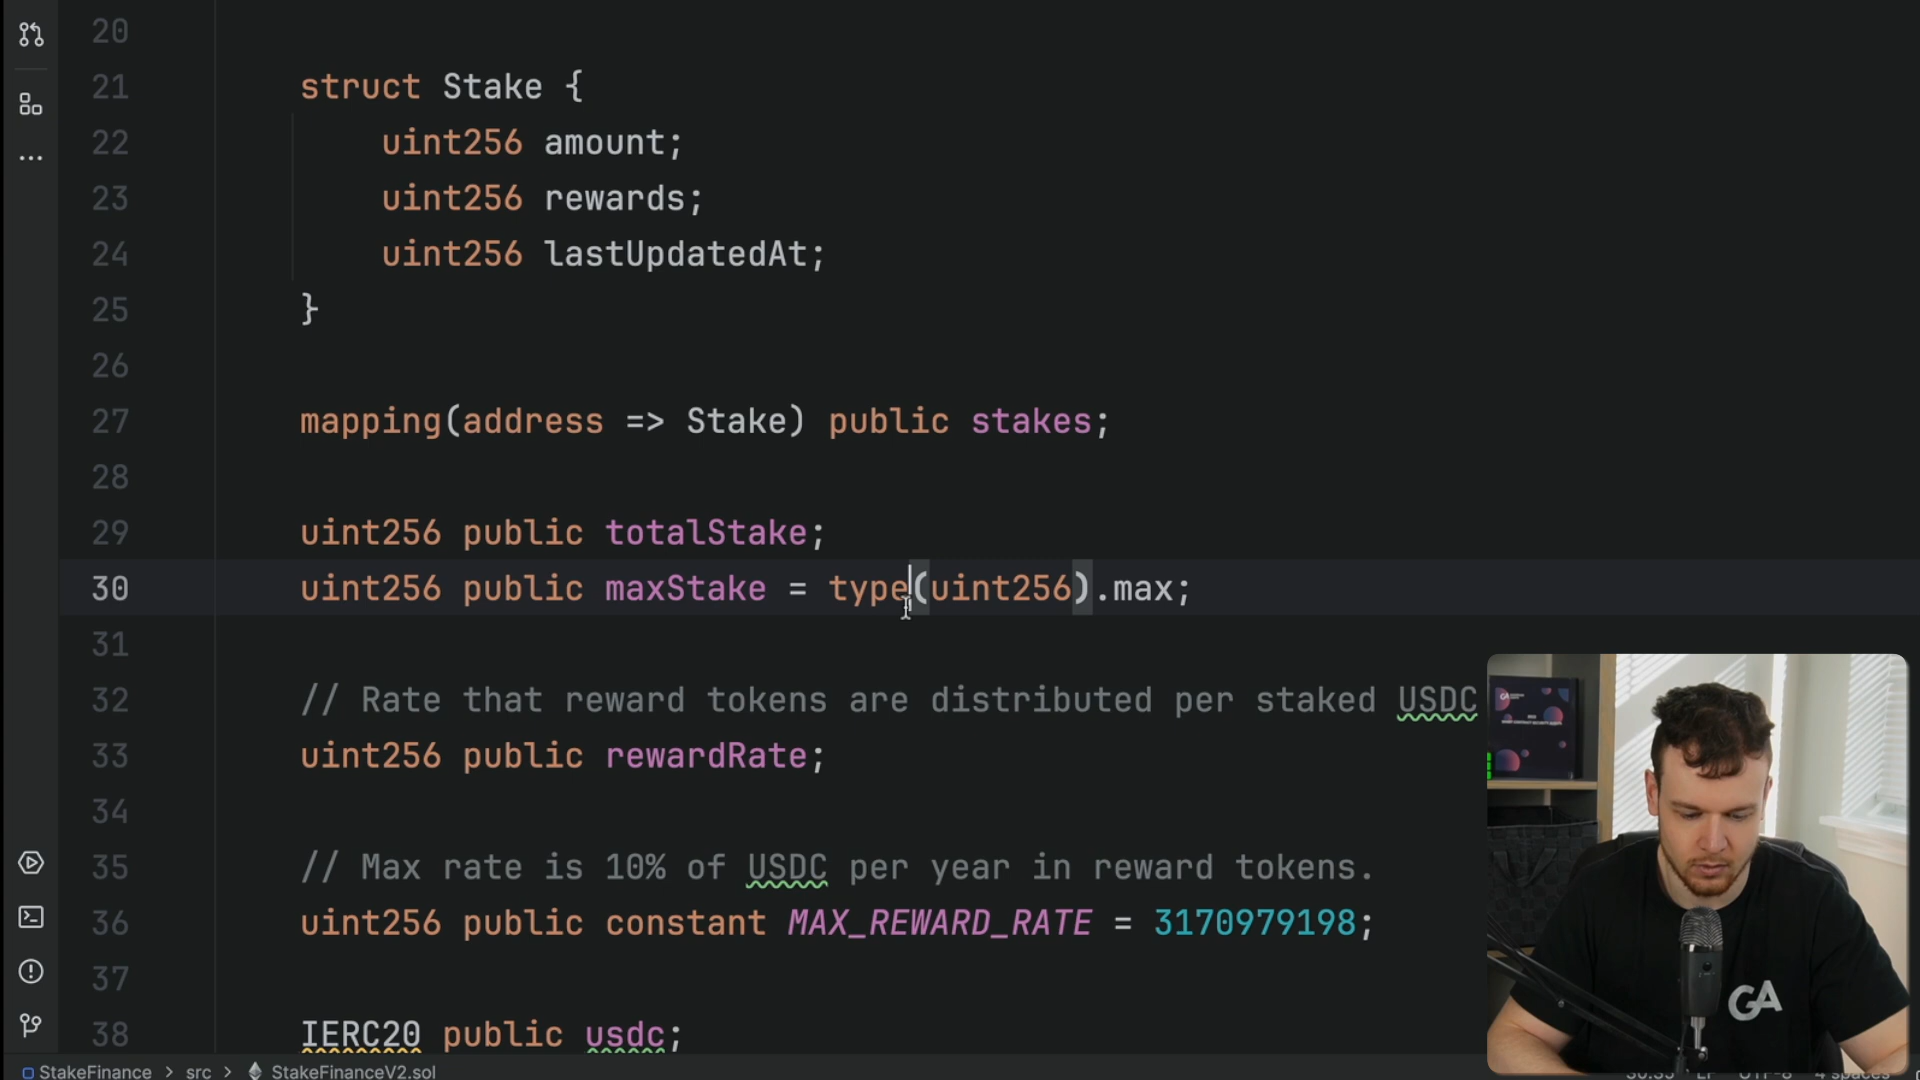 20
21 struct Stake {
22 uint256 amount;
23 uint256 rewards;
24 uint256 lastUpdatedAt;
25 }
26
27 mapping(address => Stake) public stakes;
28
29 uint256 public totalStake;
30 uint256 public maxStake = type(uint256).max;
31
32 // Rate that reward tokens are distributed per staked USDC
33 uint256 public rewardRate;
34
35 // Max rate is 10% of USDC per year in reward tokens.
36 uint256 public constant MAX_REWARD_RATE = 3170979198;
37
38 IERC20 public usdc;
StakeFinance > src > StakeFinanceV2.sol
GA